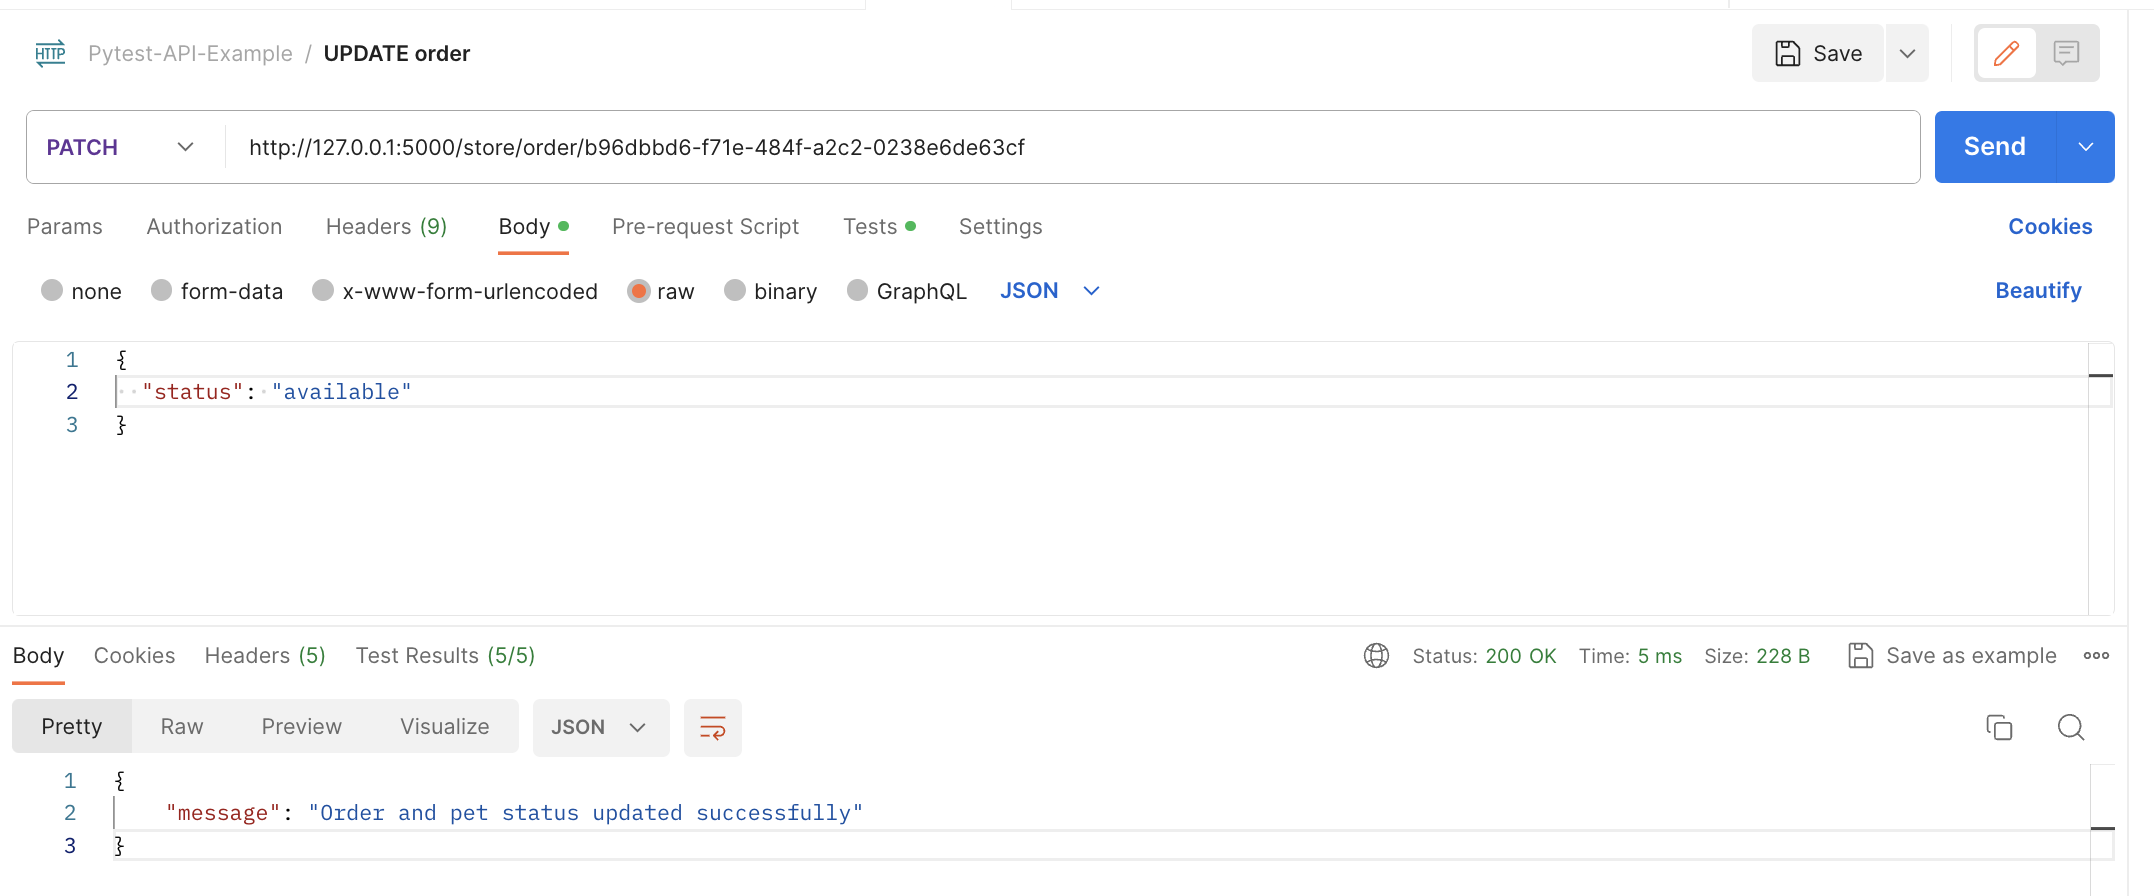 HTTP Pytest-API-Example / UPDATE order Save
PATCH http://127.0.0.1:5000/store/order/b96dbbd6-f71e-484f-a2c2-0238e6de63cf Send
Params Authorization Headers (9) Body Pre-request Script Tests Settings Cookies
none form-data x-www-form-urlencoded raw binary GraphQL JSON Beautify
1 {
2 "status": "available"
3 }
Body Cookies Headers (5) Test Results (5/5) Status: 200 OK Time: 5 ms Size: 228 B Save as example
Pretty Raw Preview Visualize JSON
1 {
2 "message": "Order and pet status updated successfully"
3 }